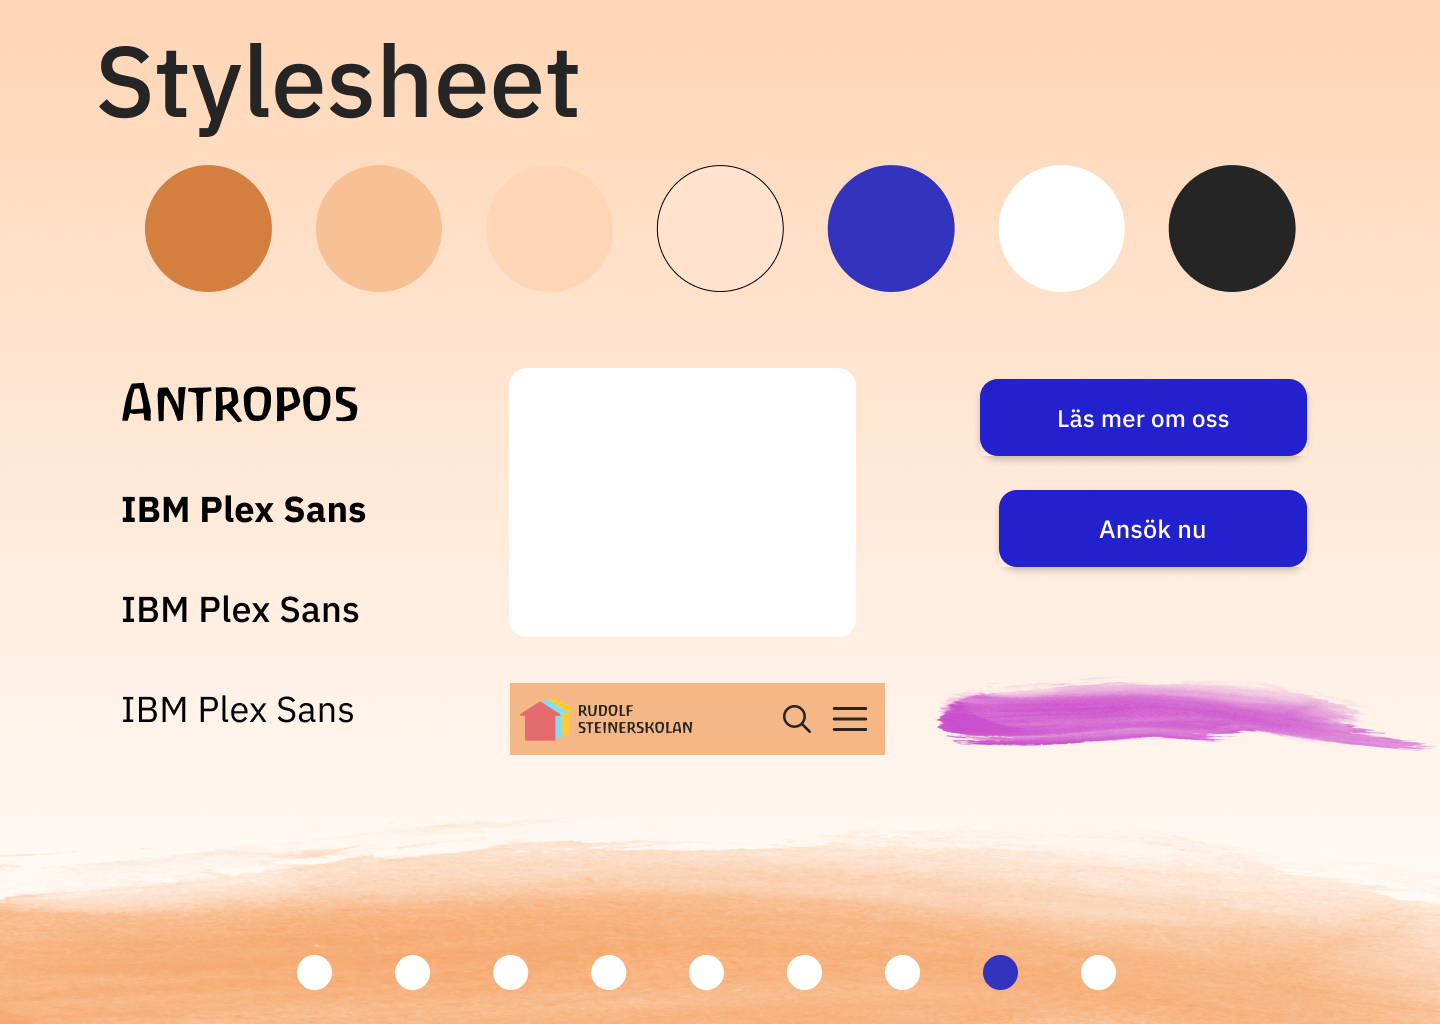 Stylesheet
ANTROPOS
IBM Plex Sans
IBM Plex Sans
IBM Plex Sans
RUDOLF
STEINERSKOLAN
Läs mer om oss
Ansök nu